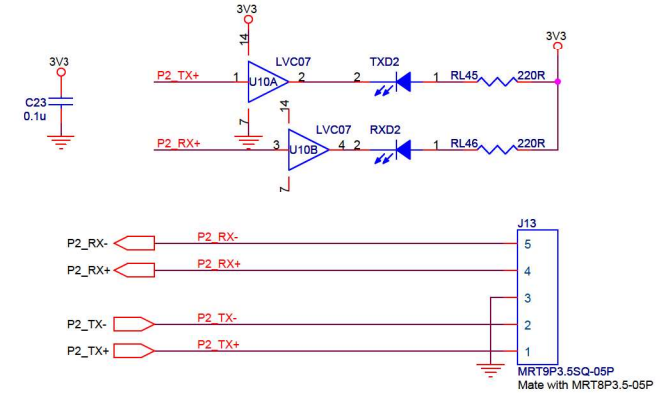 3V3
14
3V3
3V3
LVC07
TXD2
RL45
220R
P2_TX+
1
U10A
2
2
1
C23
0.1u
14
7
LVC07
RXD2
RL46
220R
P2_RX+
3
U10B
4
2
1
7
J13
P2_RX-
P2_RX-
5
P2_RX+
P2_RX+
4
3
P2_TX-
P2_TX-
2
P2_TX+
P2_TX+
1
MRT9P3.5SQ-05P
Mate with MRT8P3.5-05P